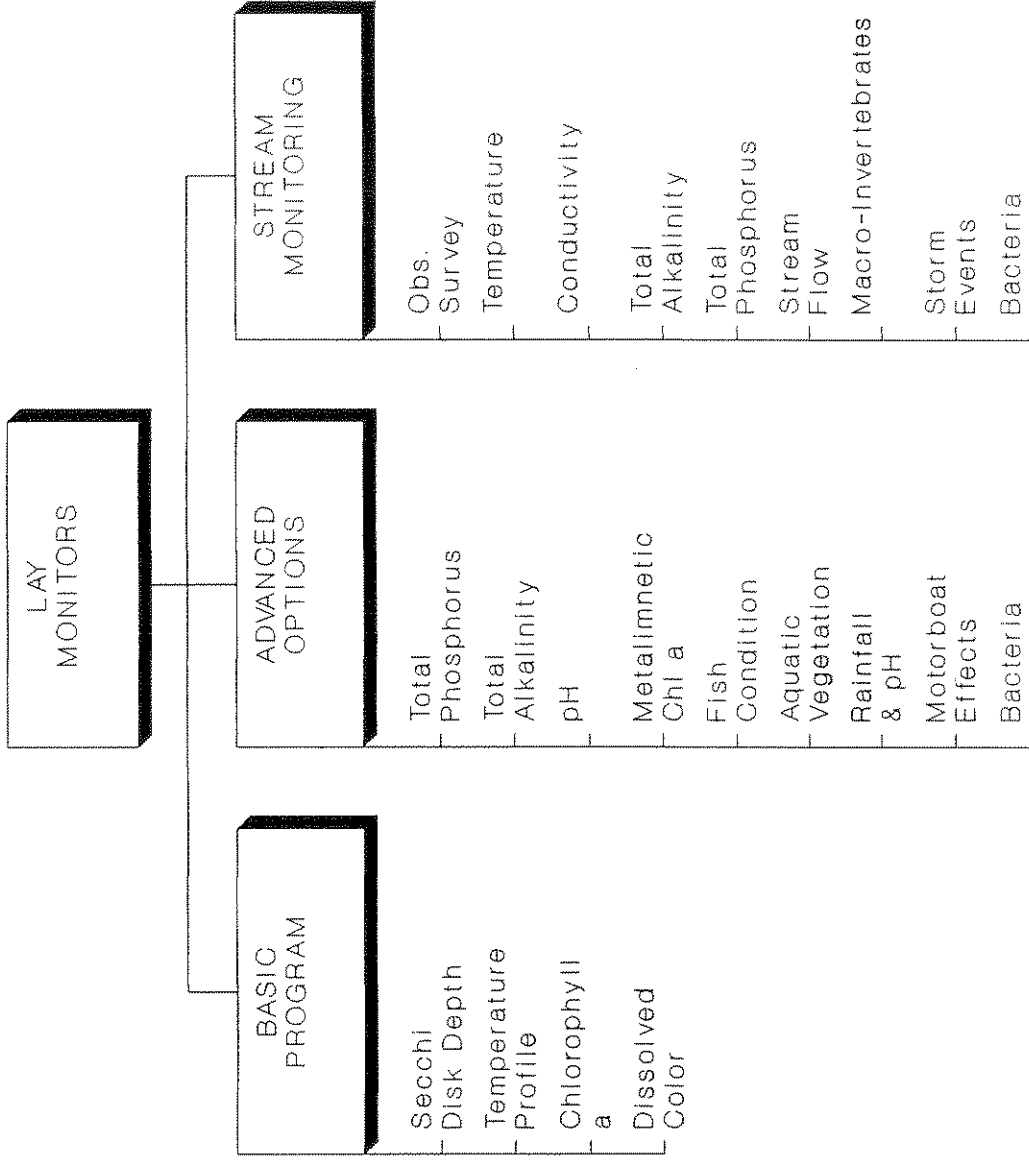 LAY
MONITORS
BASIC
PROGRAM
Secchi
Disk Depth
Temperature
Profile
Chlorophyll
a
Dissolved
Color
ADVANCED
OPTIONS
Total
Phosphorus
Total
Alkalinity
pH
Metalimnetic
Chl a
Fish
Condition
Aquatic
Vegetation
Rainfall
& pH
Motorboat
Effects
Bacteria
STREAM
MONITORING
Obs.
Survey
Temperature
Conductivity
Total
Alkalinity
Total
Phosphorus
Stream
Flow
Macro-Invertebrates
Storm
Events
Bacteria